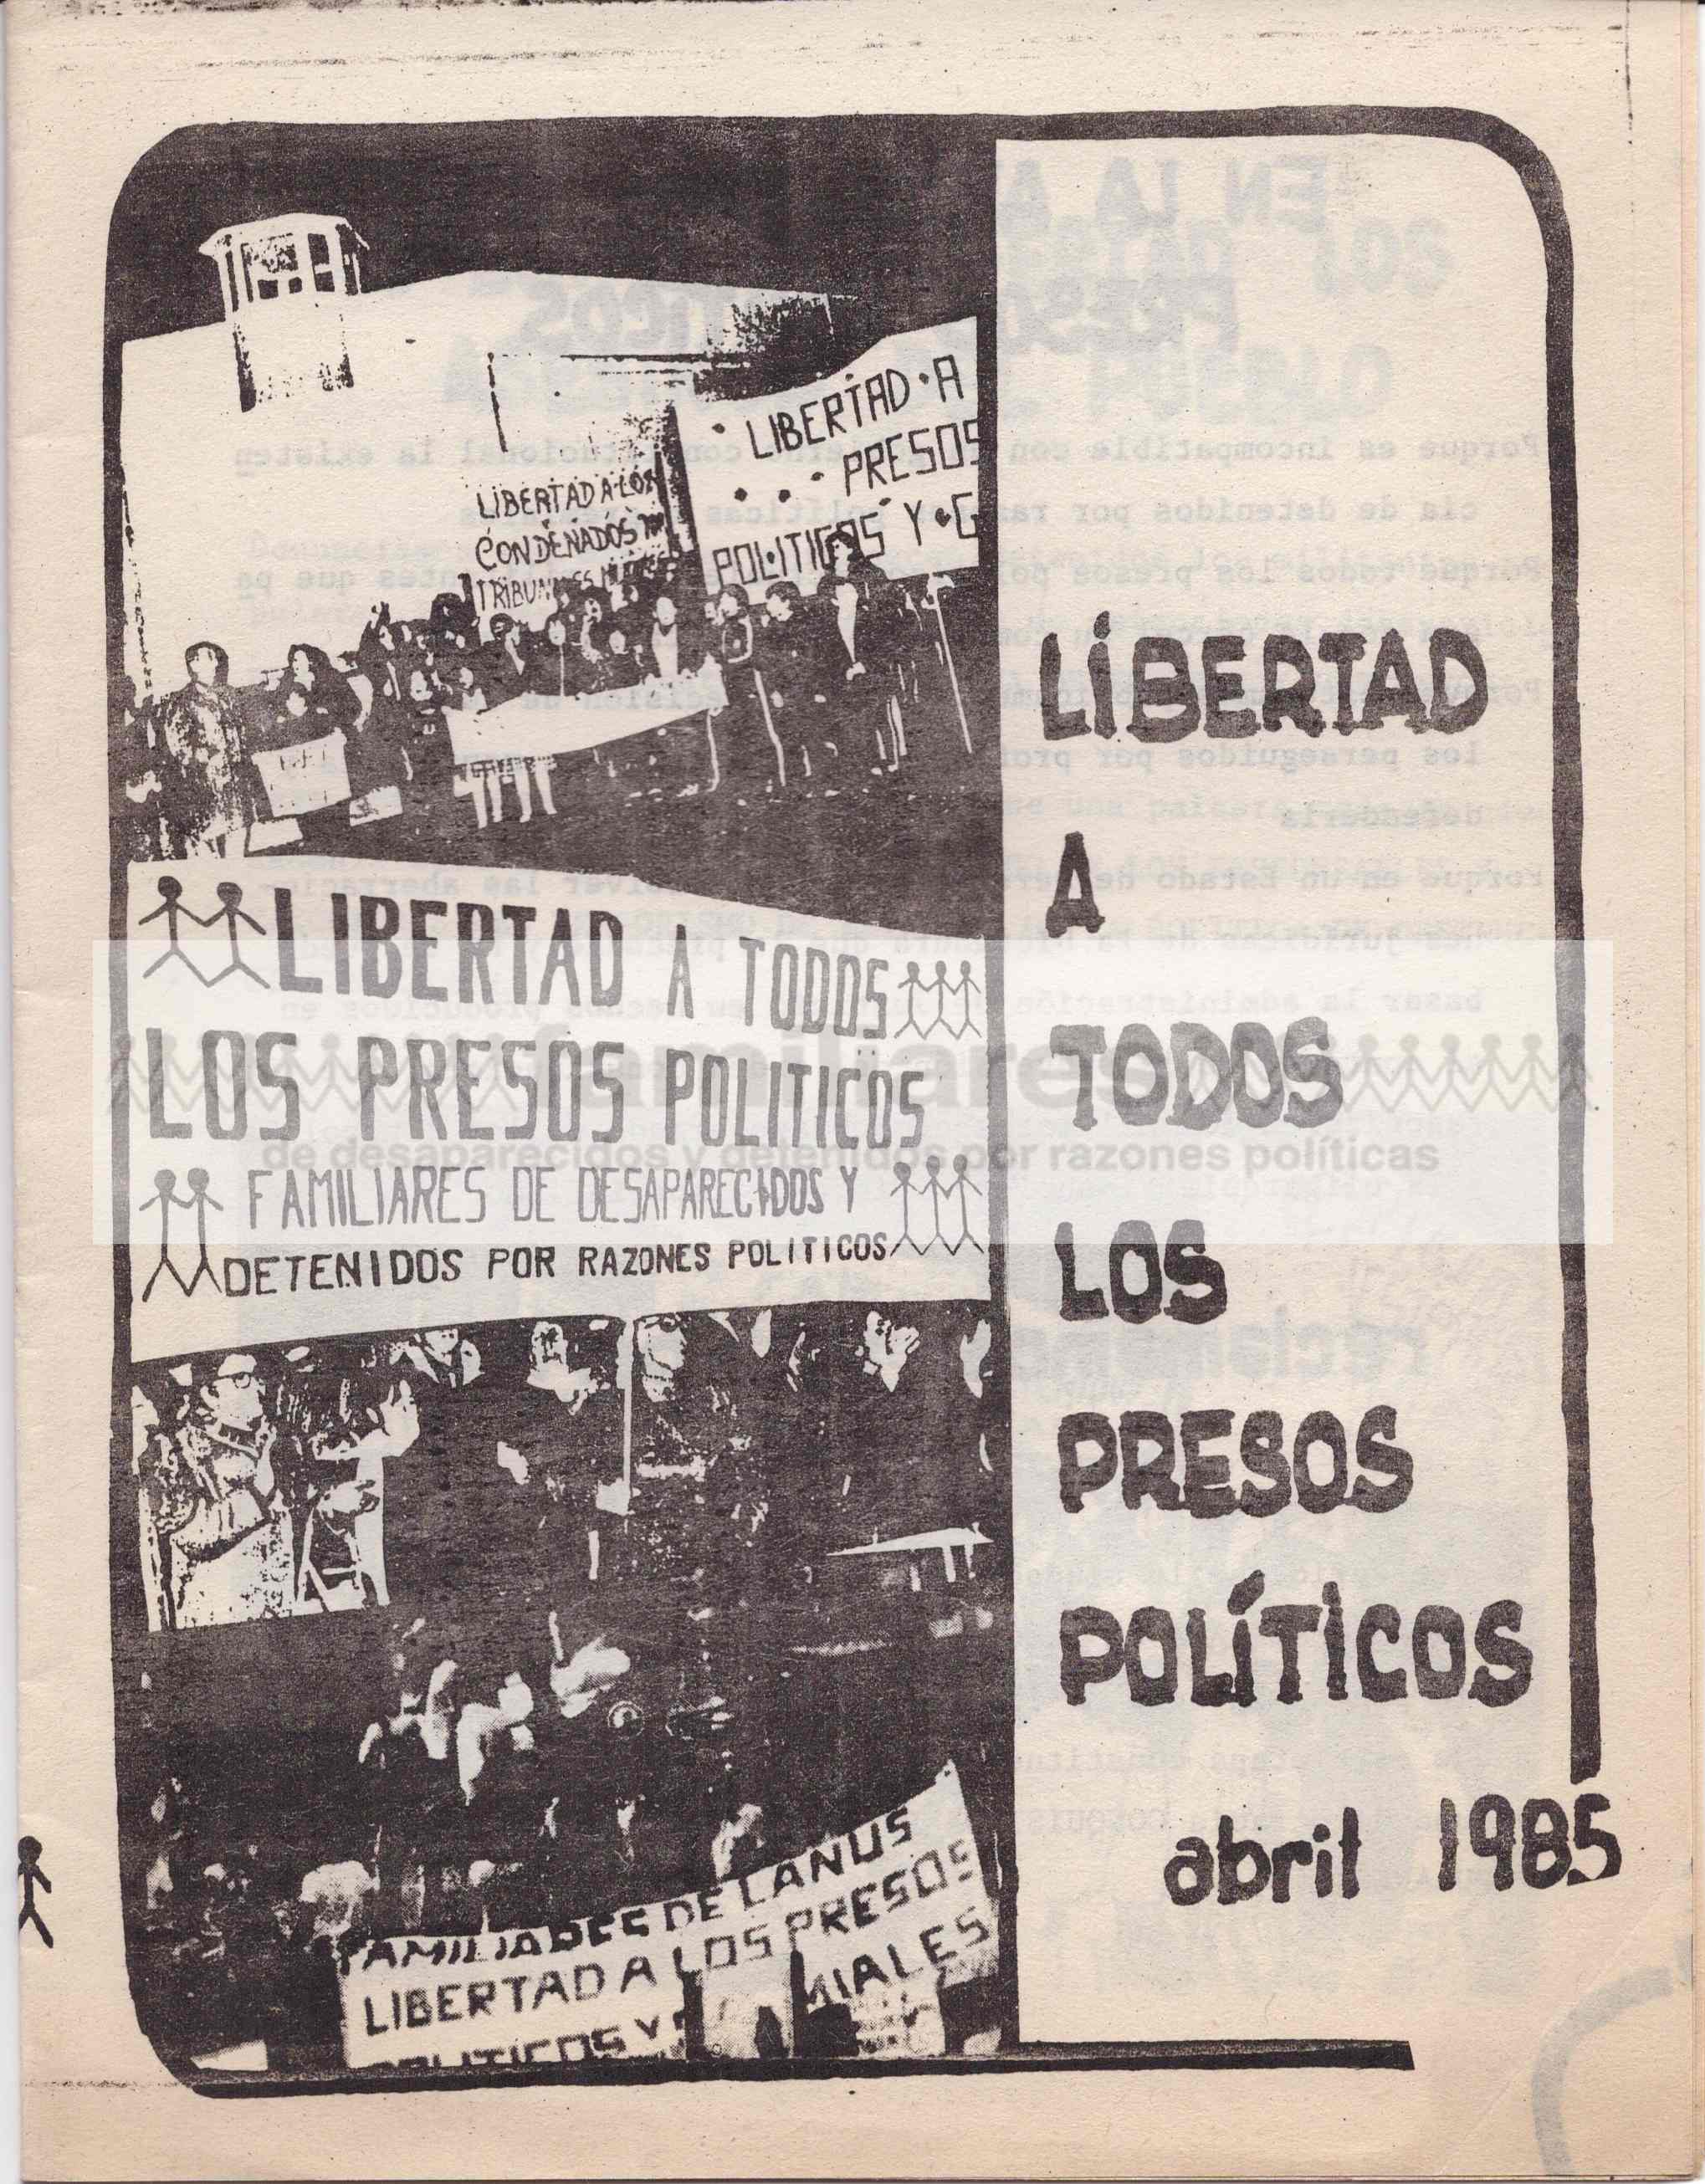 LIBERTAD A
PRESOS
POLITICOS Y G
LIBERTAD A LOS
CONDENADOS
LIBERTAD A TODOS
LOS PRESOS POLITICOS
FAMILIARES DE DESAPARECIDOS Y
DETENIDOS POR RAZONES POLITICOS
FAMILIARES DE LANUS
LIBERTAD A LOS PRESOS
POLITICOS Y
MIALES
LIBERTAD
A
TODOS
LOS
PRESOS
POLÍTICOS
abril 1985
familiares
de desaparecidos y detenidos por razones políticas